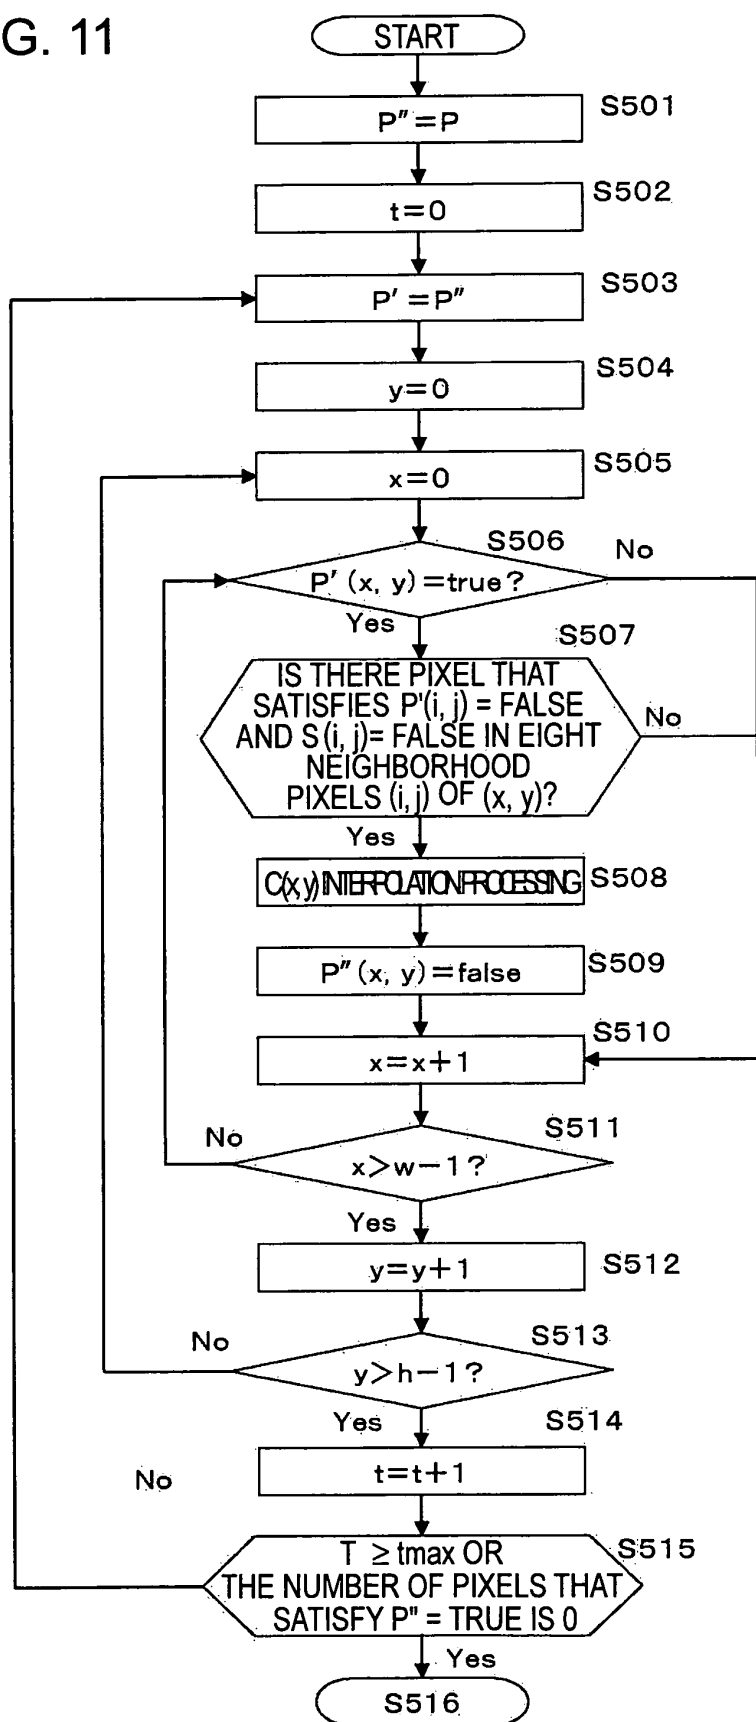 G. 11
START
S501
P″=P
S502
t=0
S503
P′=P″
S504
y=0
S505
x=0
S506
No
P′(x, y)=true?
Yes
S507
IS THERE PIXEL THAT
SATISFIES P'(i, j) = FALSE
AND S(i, j)= FALSE IN EIGHT
NEIGHBORHOOD
PIXELS (i, j) OF (x, y)?
No
Yes
C(x, y) INTERPOLATION PROCESSING
S508
P″(x, y)=false
S509
S510
x=x+1
No
S511
x>w−1?
Yes
y=y+1
S512
No
S513
y>h−1?
Yes
S514
t=t+1
No
T ≥ tmax OR
S515
THE NUMBER OF PIXELS THAT
SATISFY P" = TRUE IS 0
Yes
S516